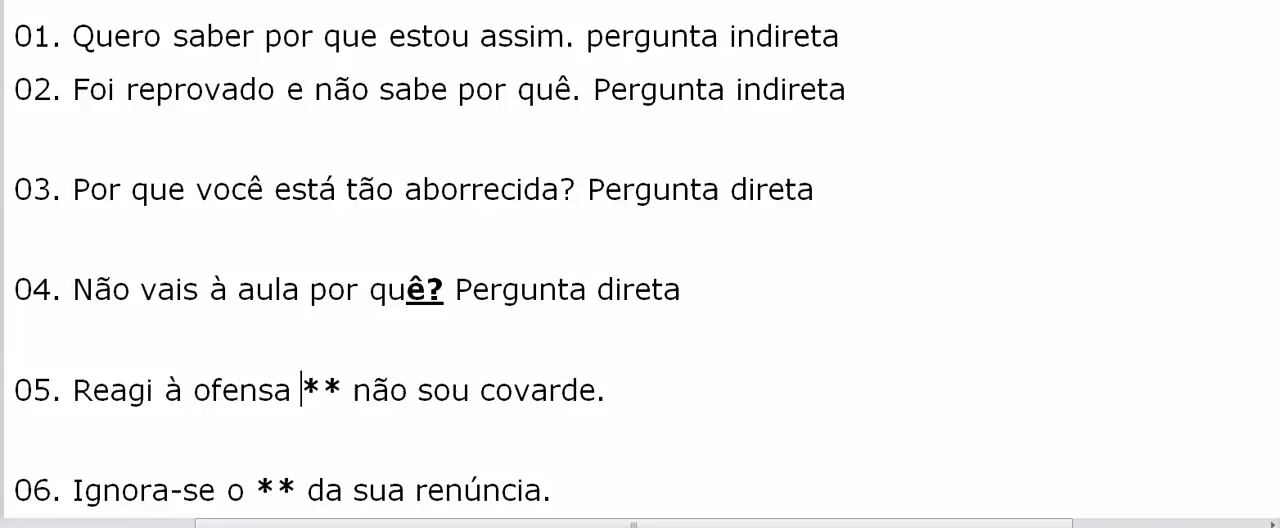 01. Quero saber por que estou assim. pergunta indireta
02. Foi reprovado e não sabe por quê. Pergunta indireta
03. Por que você está tão aborrecida? Pergunta direta
04. Não vais à aula por quê? Pergunta direta
05. Reagi à ofensa ** não sou covarde.
06. Ignora-se o ** da sua renúncia.